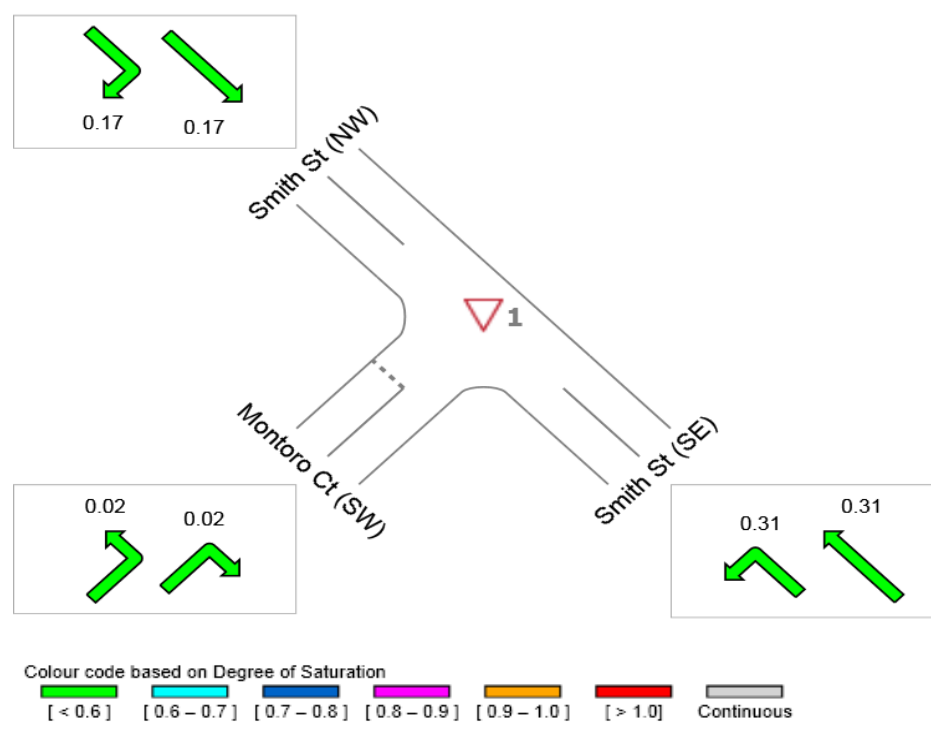 0.17
0.17
Smith St (NW)
1
Montoro Ct (SW)
Smith St (SE)
0.02
0.02
0.31
0.31
Colour code based on Degree of Saturation
[ < 0.6 ]
[ 0.6 – 0.7 ]
[ 0.7 – 0.8 ]
[ 0.8 – 0.9 ]
[ 0.9 – 1.0 ]
[ > 1.0]
Continuous